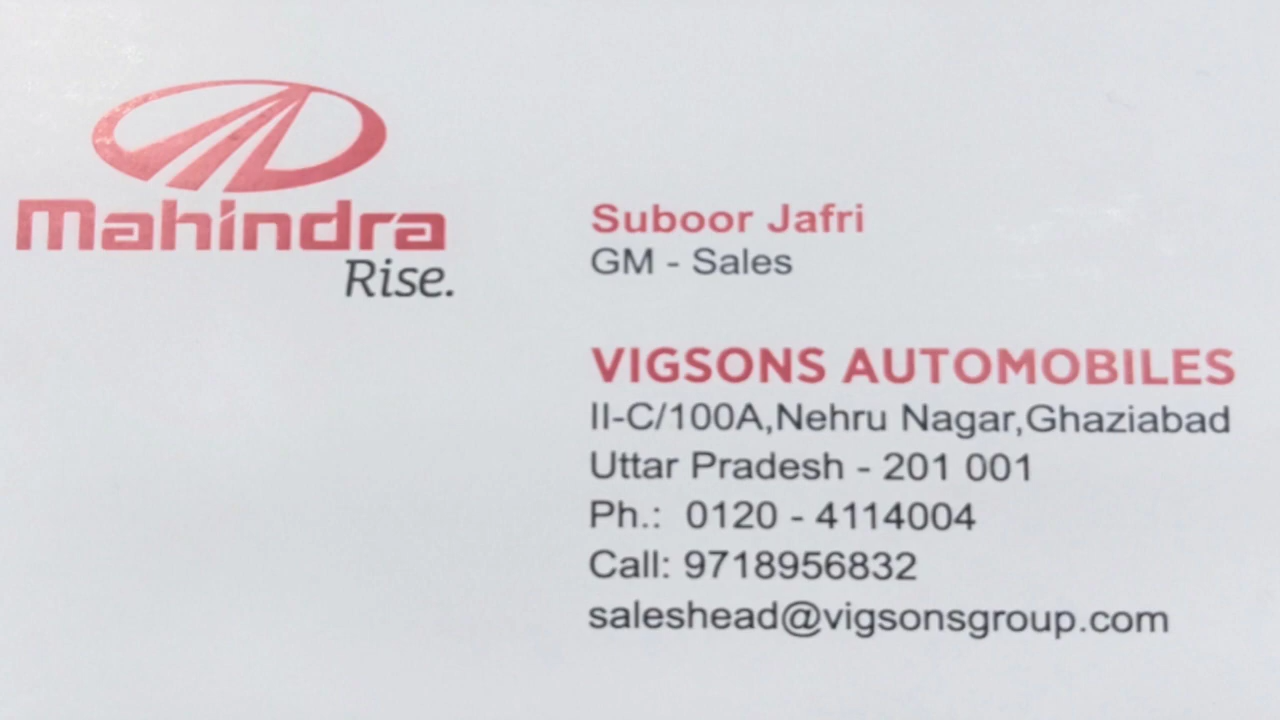 Mahindra
Rise.
Suboor Jafri
GM - Sales
VIGSONS AUTOMOBILES
II-C/100A,Nehru Nagar,Ghaziabad
Uttar Pradesh - 201 001
Ph.: 0120 - 4114004
Call: 9718956832
saleshead@vigsonsgroup.com